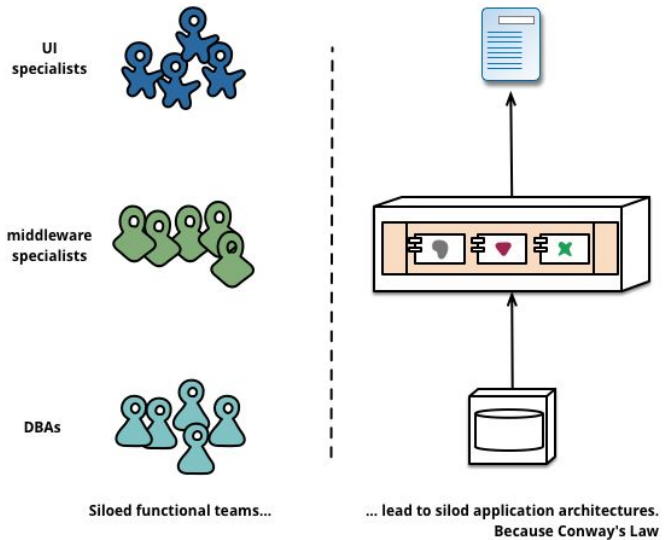 UI
specialists
middleware
specialists
DBAs
Siloed functional teams...
... lead to silod application architectures.
Because Conway's Law